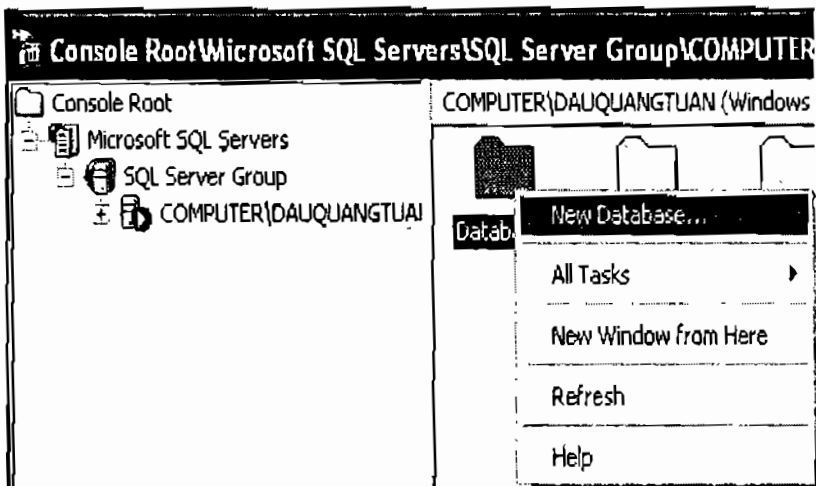 Console Root\Microsoft SQL Servers\SQL Server Group\COMPUTER
Console Root
Microsoft SQL Servers
SQL Server Group
COMPUTER\DAUQUANGTUAI
COMPUTER\DAUQUANGTUAN (Windows
Datab
New Database...
All Tasks
New Window from Here
Refresh
Help